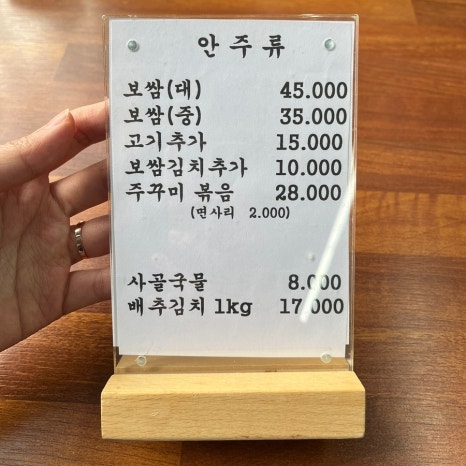 안주류
보쌈(대) 45.000
보쌈(중) 35.000
고기추가 15.000
보쌈김치추가 10.000
주꾸미 볶음 28.000
(면사리 2.000)
사골국물 8.000
배추김치 1kg 17.000